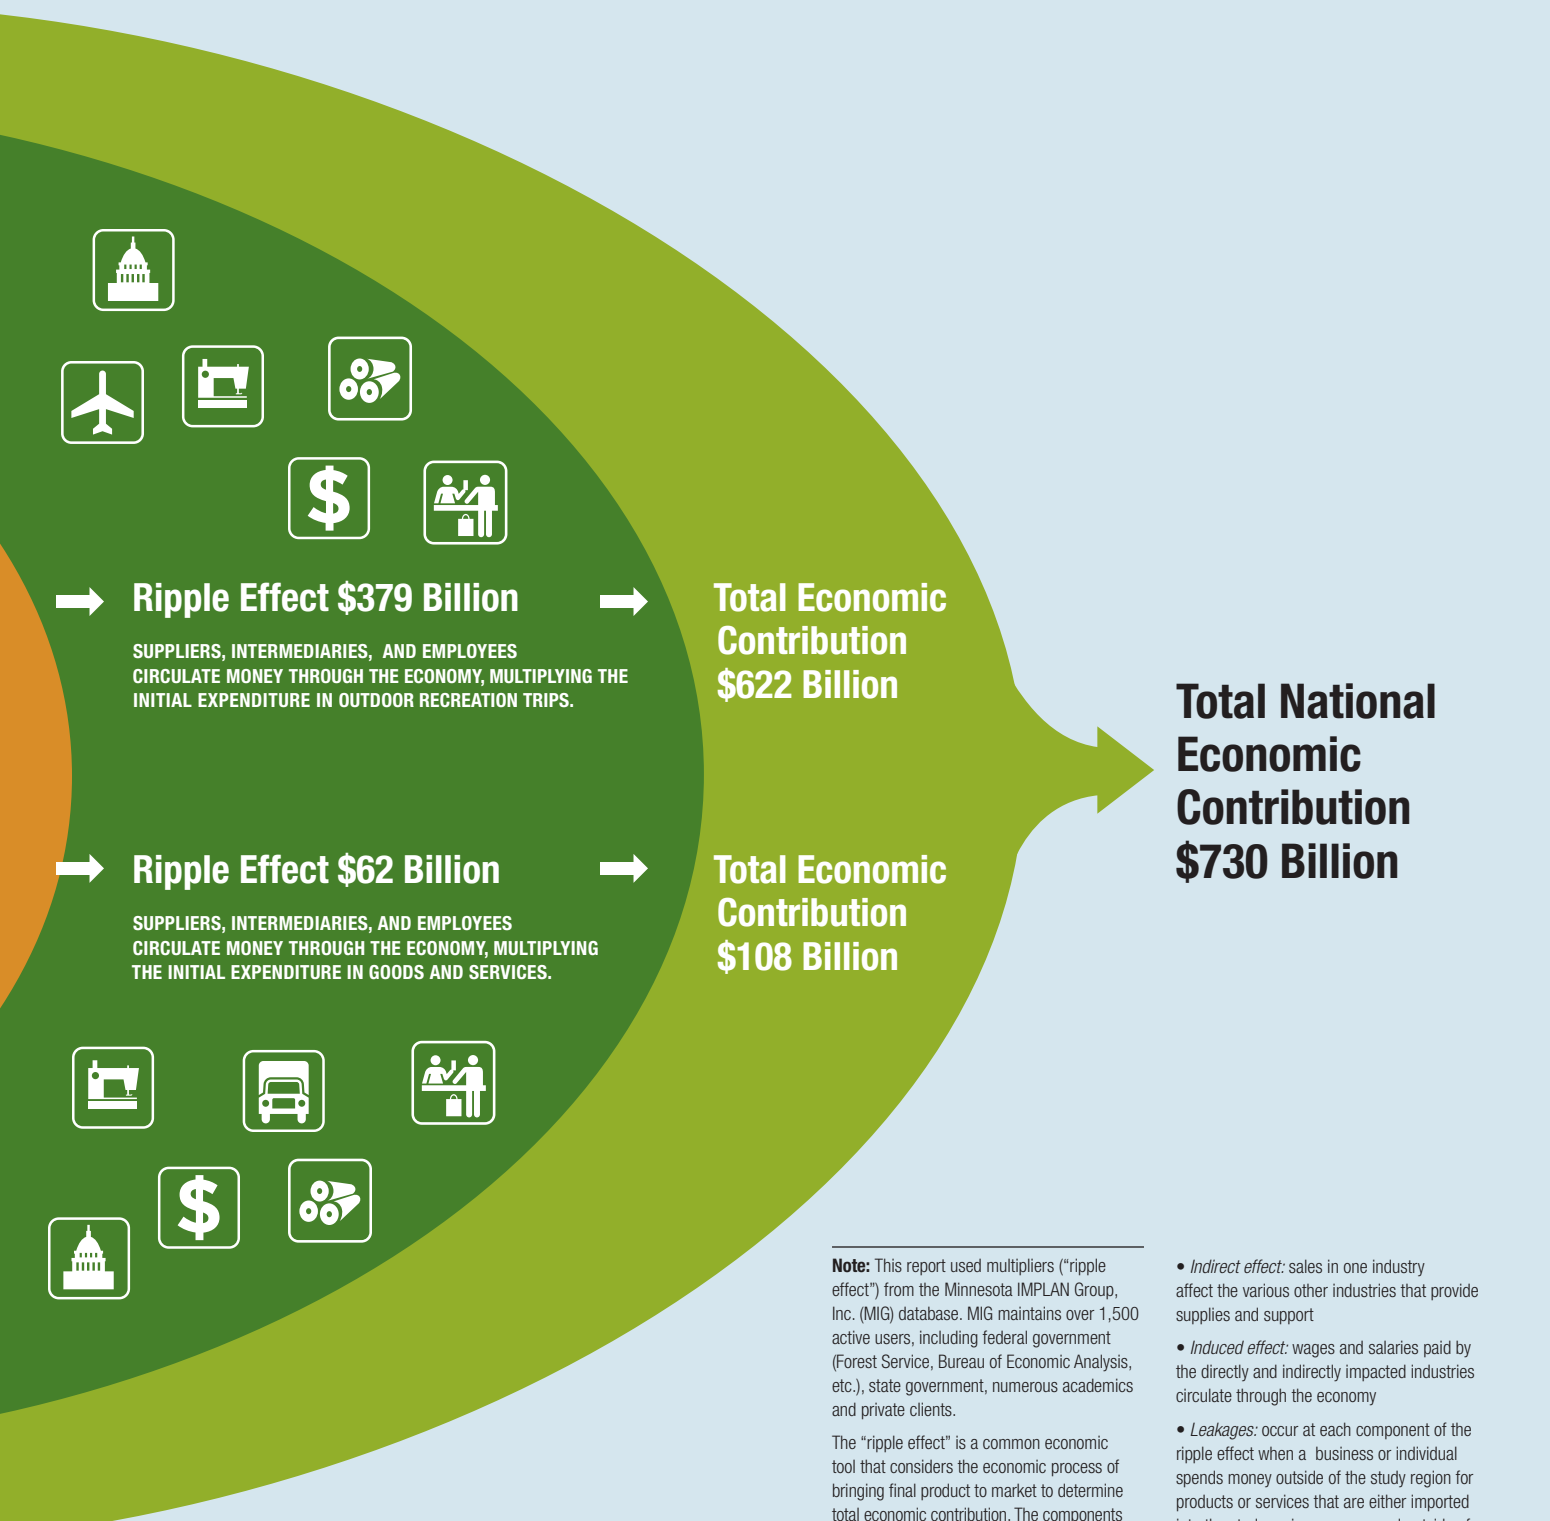 Ripple Effect $379 Billion
SUPPLIERS, INTERMEDIARIES, AND EMPLOYEES
CIRCULATE MONEY THROUGH THE ECONOMY, MULTIPLYING THE
INITIAL EXPENDITURE IN OUTDOOR RECREATION TRIPS.
Total Economic
Contribution
$622 Billion
Ripple Effect $62 Billion
SUPPLIERS, INTERMEDIARIES, AND EMPLOYEES
CIRCULATE MONEY THROUGH THE ECONOMY, MULTIPLYING
THE INITIAL EXPENDITURE IN GOODS AND SERVICES.
Total Economic
Contribution
$108 Billion
Total National
Economic
Contribution
$730 Billion
$
$
Note: This report used multipliers (“ripple
effect”) from the Minnesota IMPLAN Group,
Inc. (MIG) database. MIG maintains over 1,500
active users, including federal government
(Forest Service, Bureau of Economic Analysis,
etc.), state government, numerous academics
and private clients.
The “ripple effect” is a common economic
tool that considers the economic process of
bringing final product to market to determine
total economic contribution. The components
• Indirect effect: sales in one industry
affect the various other industries that provide
supplies and support
• Induced effect: wages and salaries paid by
the directly and indirectly impacted industries
circulate through the economy
• Leakages: occur at each component of the
ripple effect when a business or individual
spends money outside of the study region for
products or services that are either imported